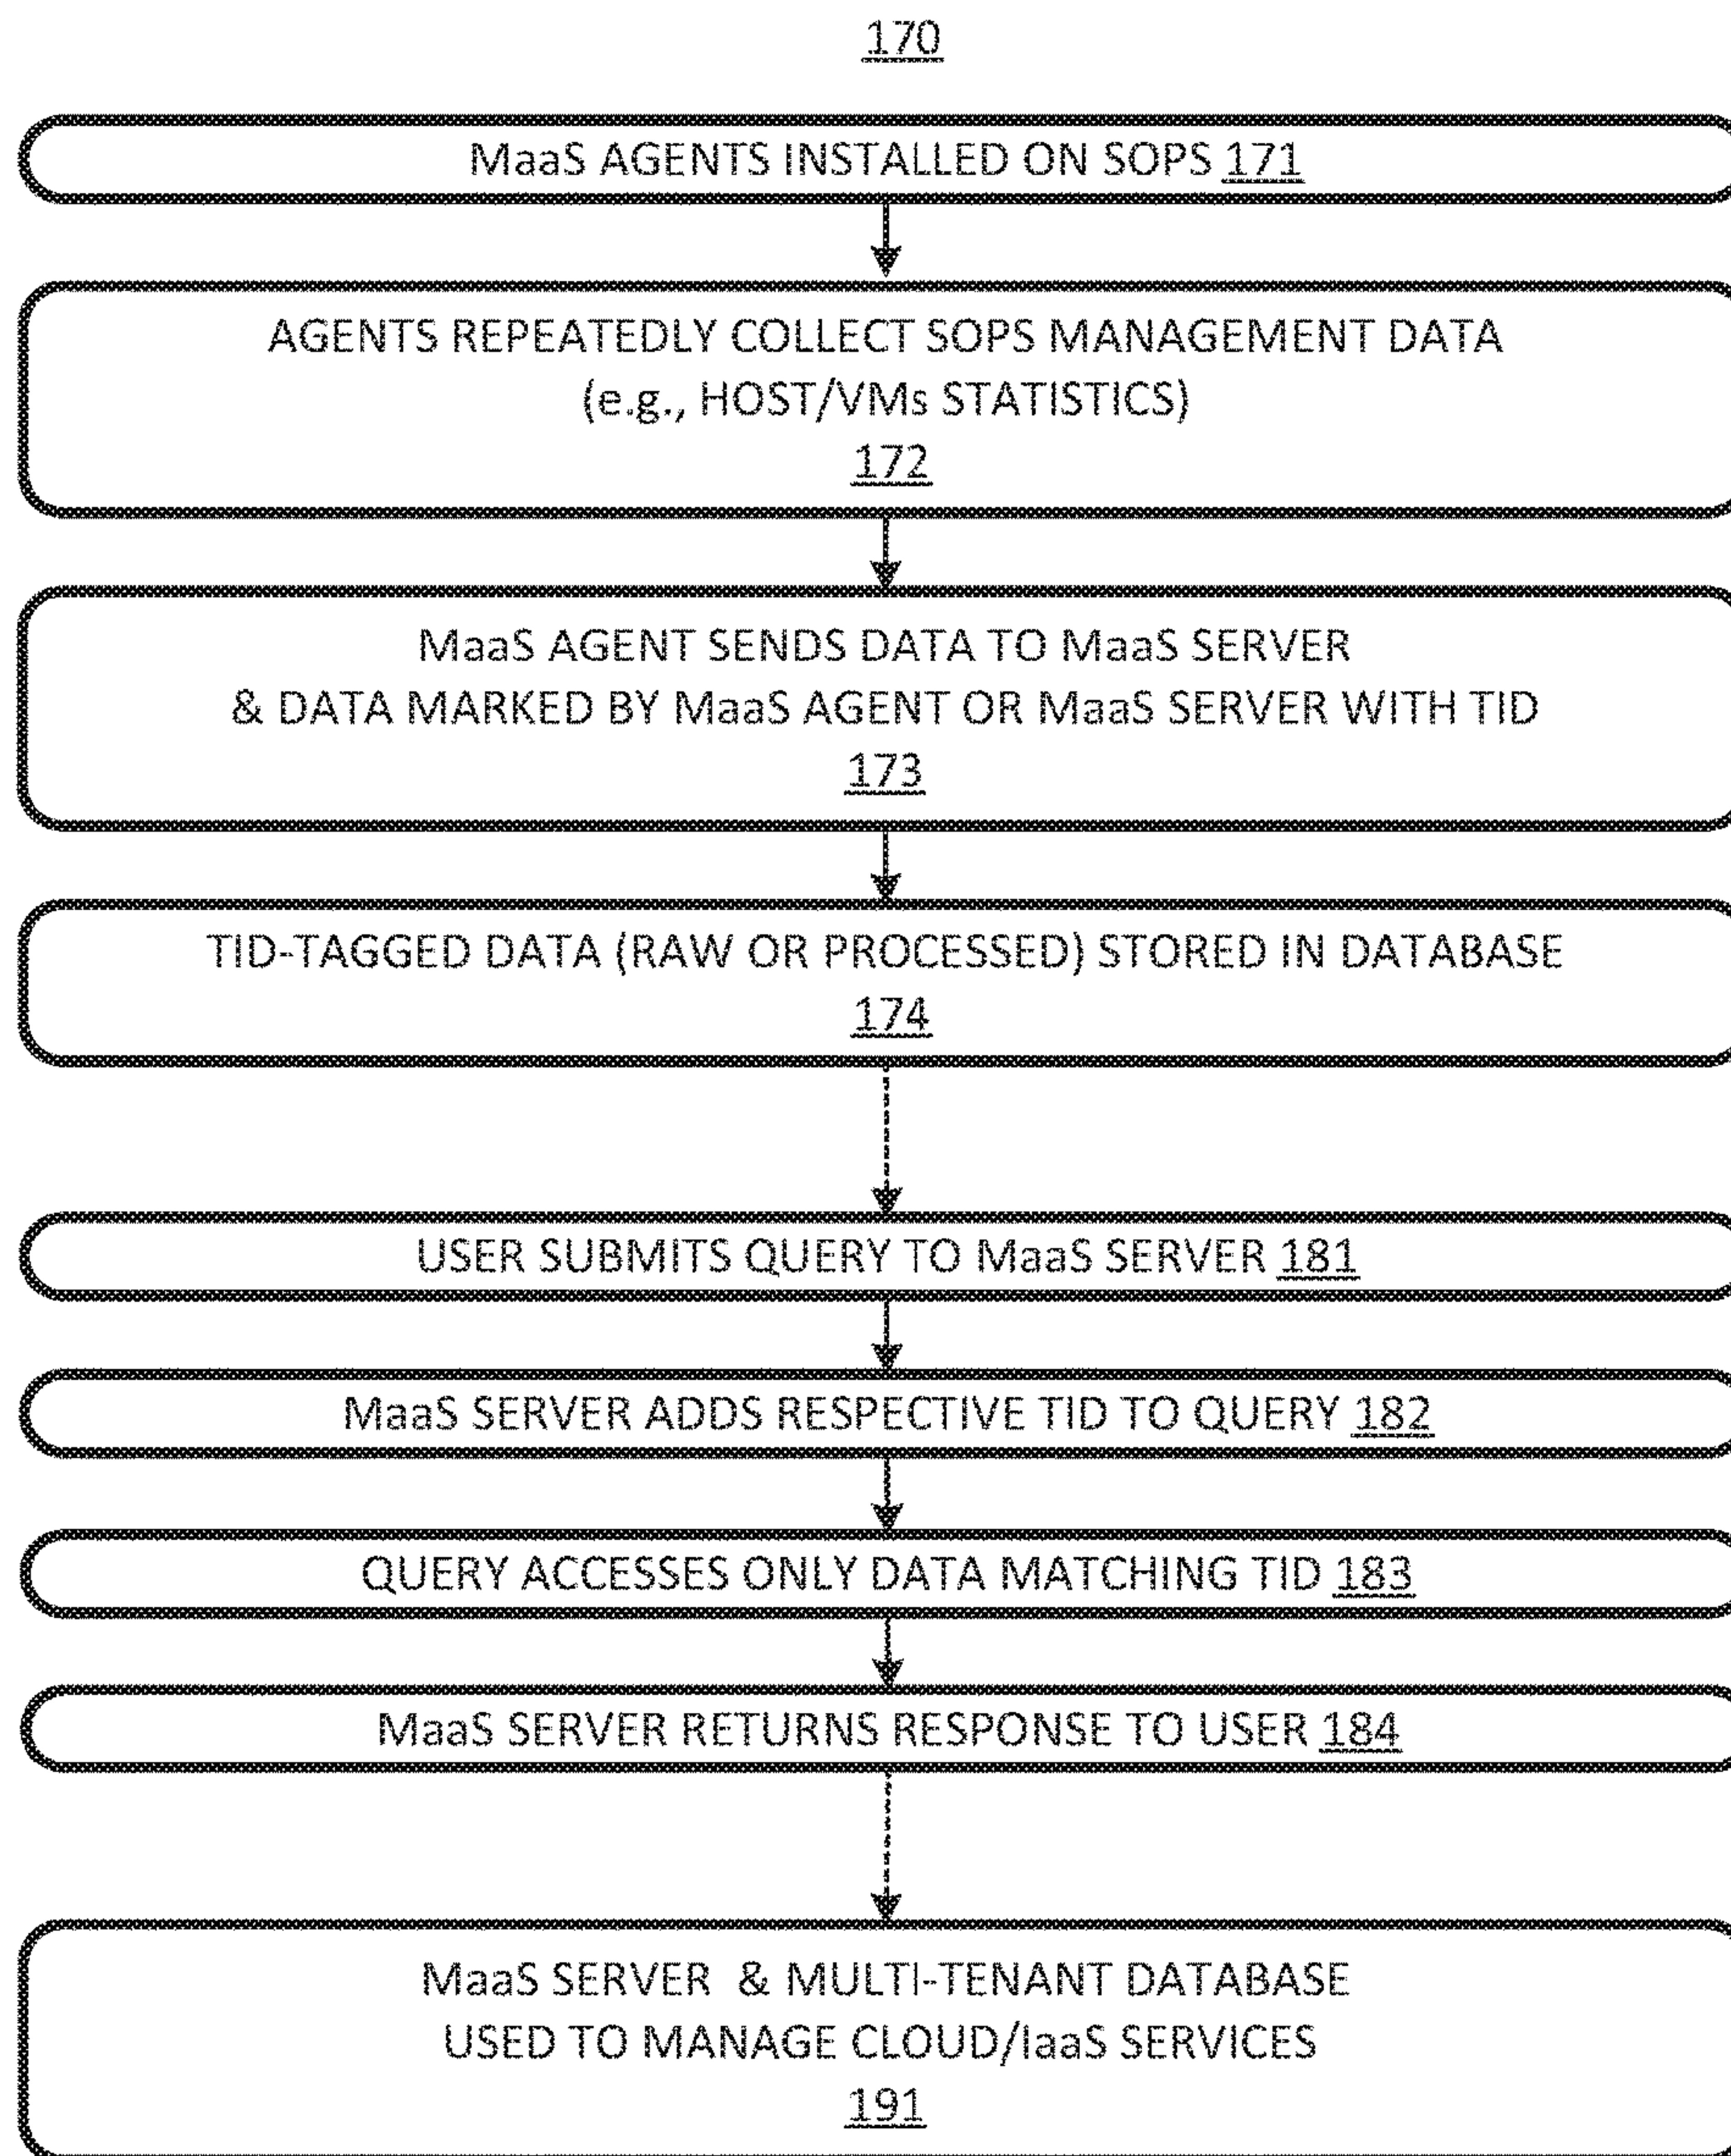 170
MaaS AGENTS INSTALLED ON SOPS 171
AGENTS REPEATEDLY COLLECT SOPS MANAGEMENT DATA
(e.g., HOST/VMs STATISTICS)
172
MaaS AGENT SENDS DATA TO MaaS SERVER
& DATA MARKED BY MaaS AGENT OR MaaS SERVER WITH TID
173
TID-TAGGED DATA (RAW OR PROCESSED) STORED IN DATABASE
174
USER SUBMITS QUERY TO MaaS SERVER 181
MaaS SERVER ADDS RESPECTIVE TID TO QUERY 182
QUERY ACCESSES ONLY DATA MATCHING TID 183
MaaS SERVER RETURNS RESPONSE TO USER 184
MaaS SERVER & MULTI-TENANT DATABASE
USED TO MANAGE CLOUD/IaaS SERVICES
191